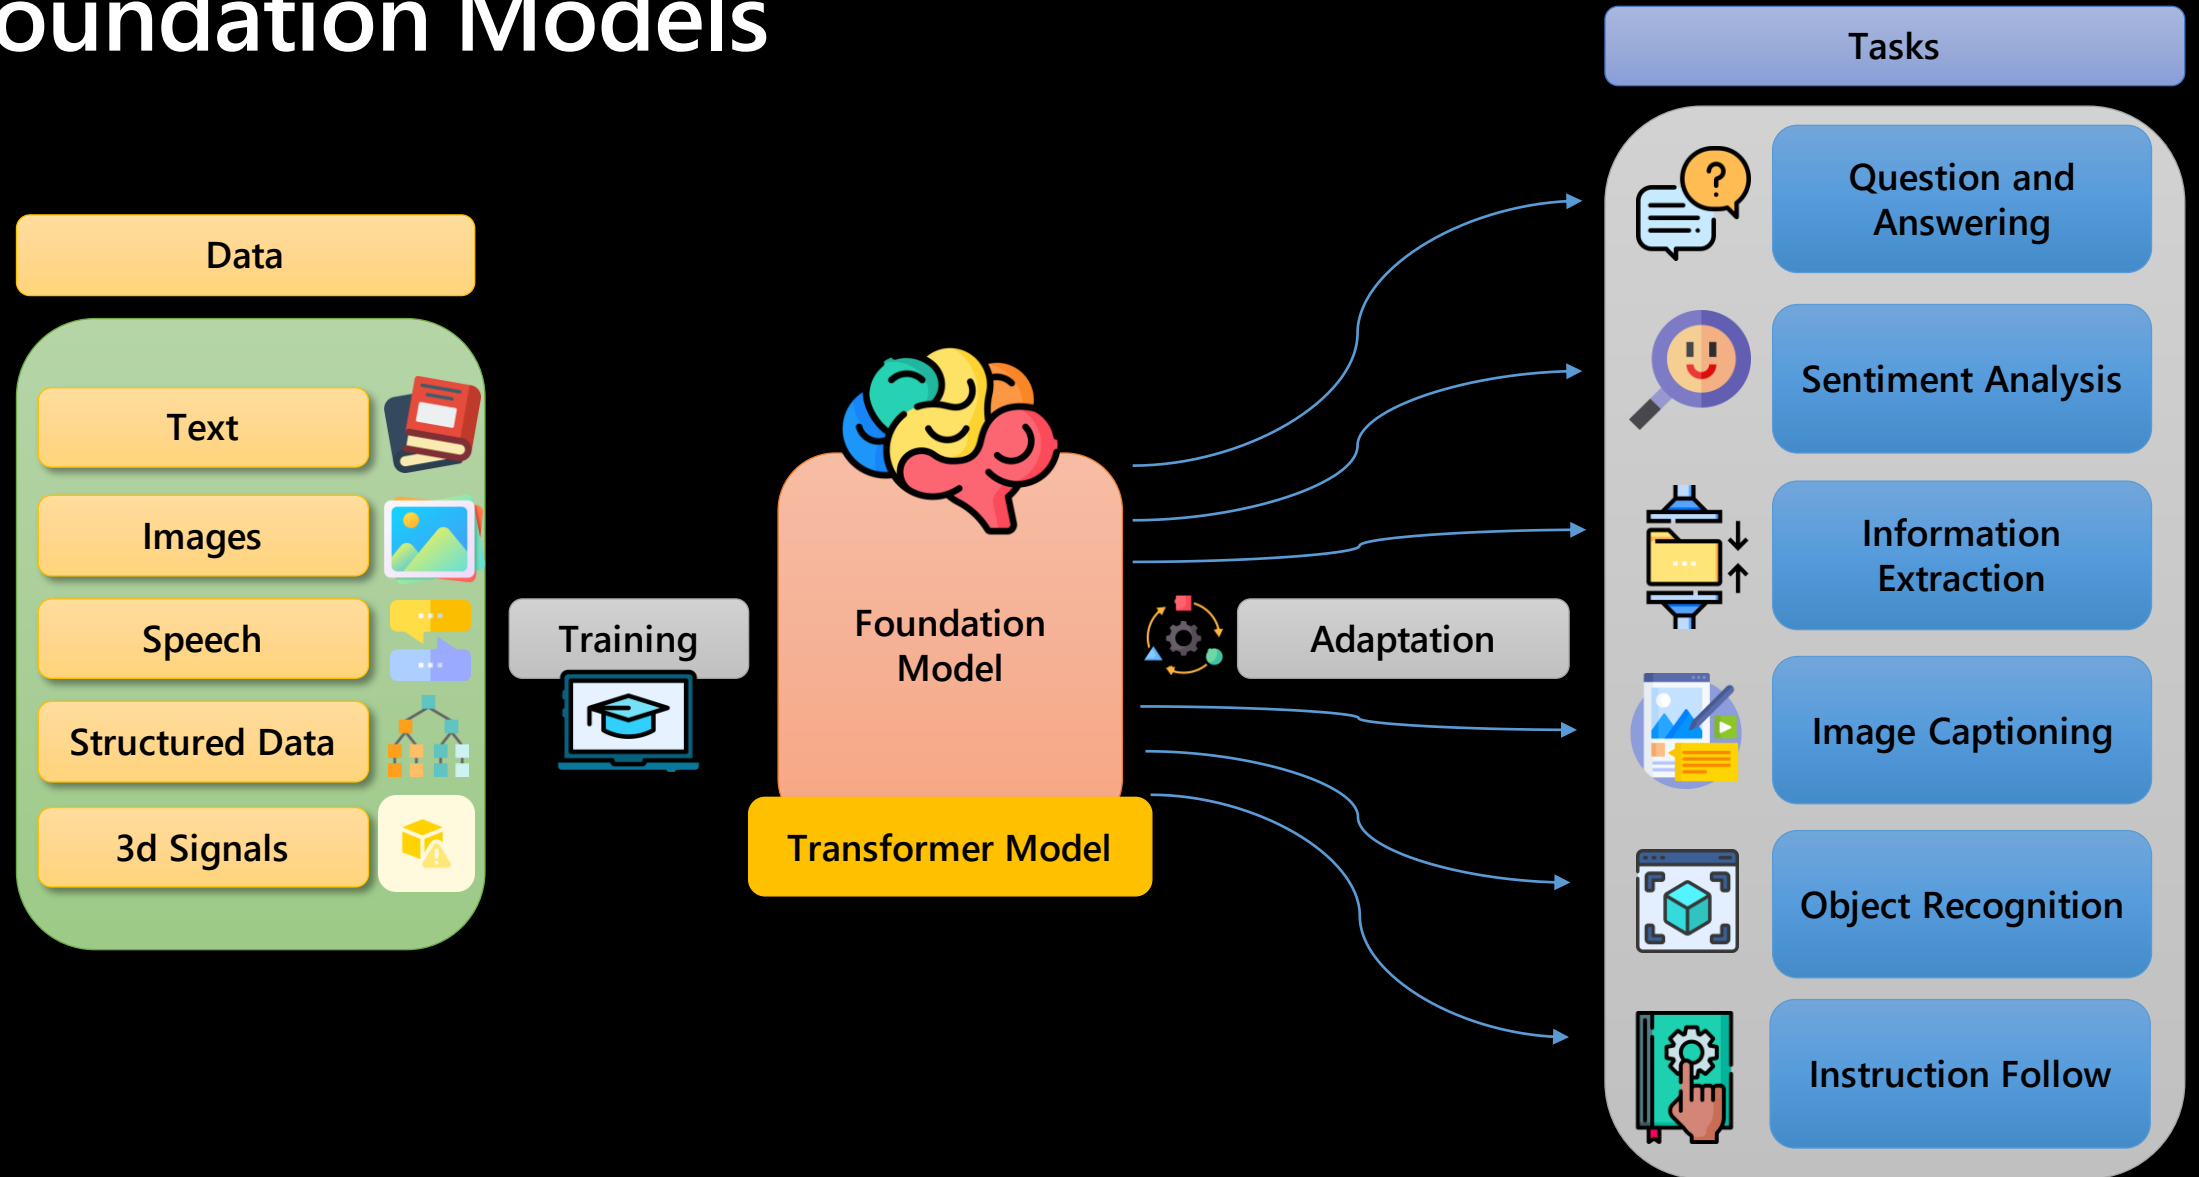 oundation Models
Data
Text
Images
Speech
Structured Data
3d Signals
Training
Foundation
Model
Transformer Model
Adaptation
Tasks
Question and
Answering
Sentiment Analysis
Information
Extraction
Image Captioning
Object Recognition
Instruction Follow